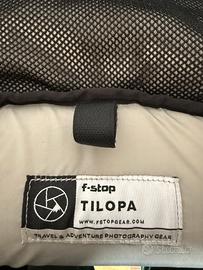 f-stop
TILOPA
WWW.FSTOPGEAR.COM
TRAVEL & ADVENTURE PHOTOGRAPHY GEAR